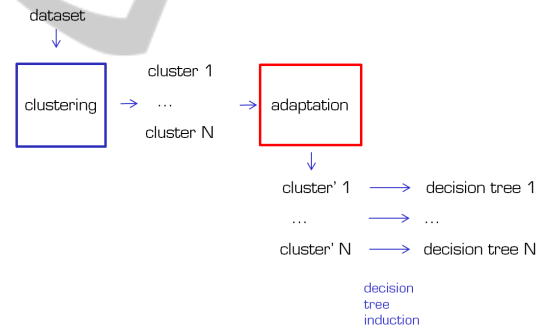 dataset
clustering
cluster 1
...
cluster N
adaptation
cluster' 1
decision tree 1
...
...
cluster' N
decision tree N
decision
tree
induction